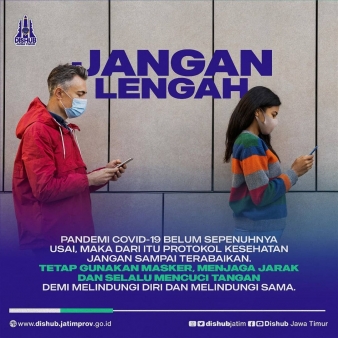 DISHUB
JANGAN
LENGAH
PANDEMI COVID-19 BELUM SEPENUHNYA
USAI, MAKA DARI ITU PROTOKOL KESEHATAN
JANGAN SAMPAI TERABAIKAN.
TETAP GUNAKAN MASKER, MENJAGA JARAK
DAN SELALU MENCUCI TANGAN
DEMI MELINDUNGI DIRI DAN MELINDUNGI SAMA.
www.dishub.jatimprov.go.id
dishubjatim
Dishub Jawa Timur